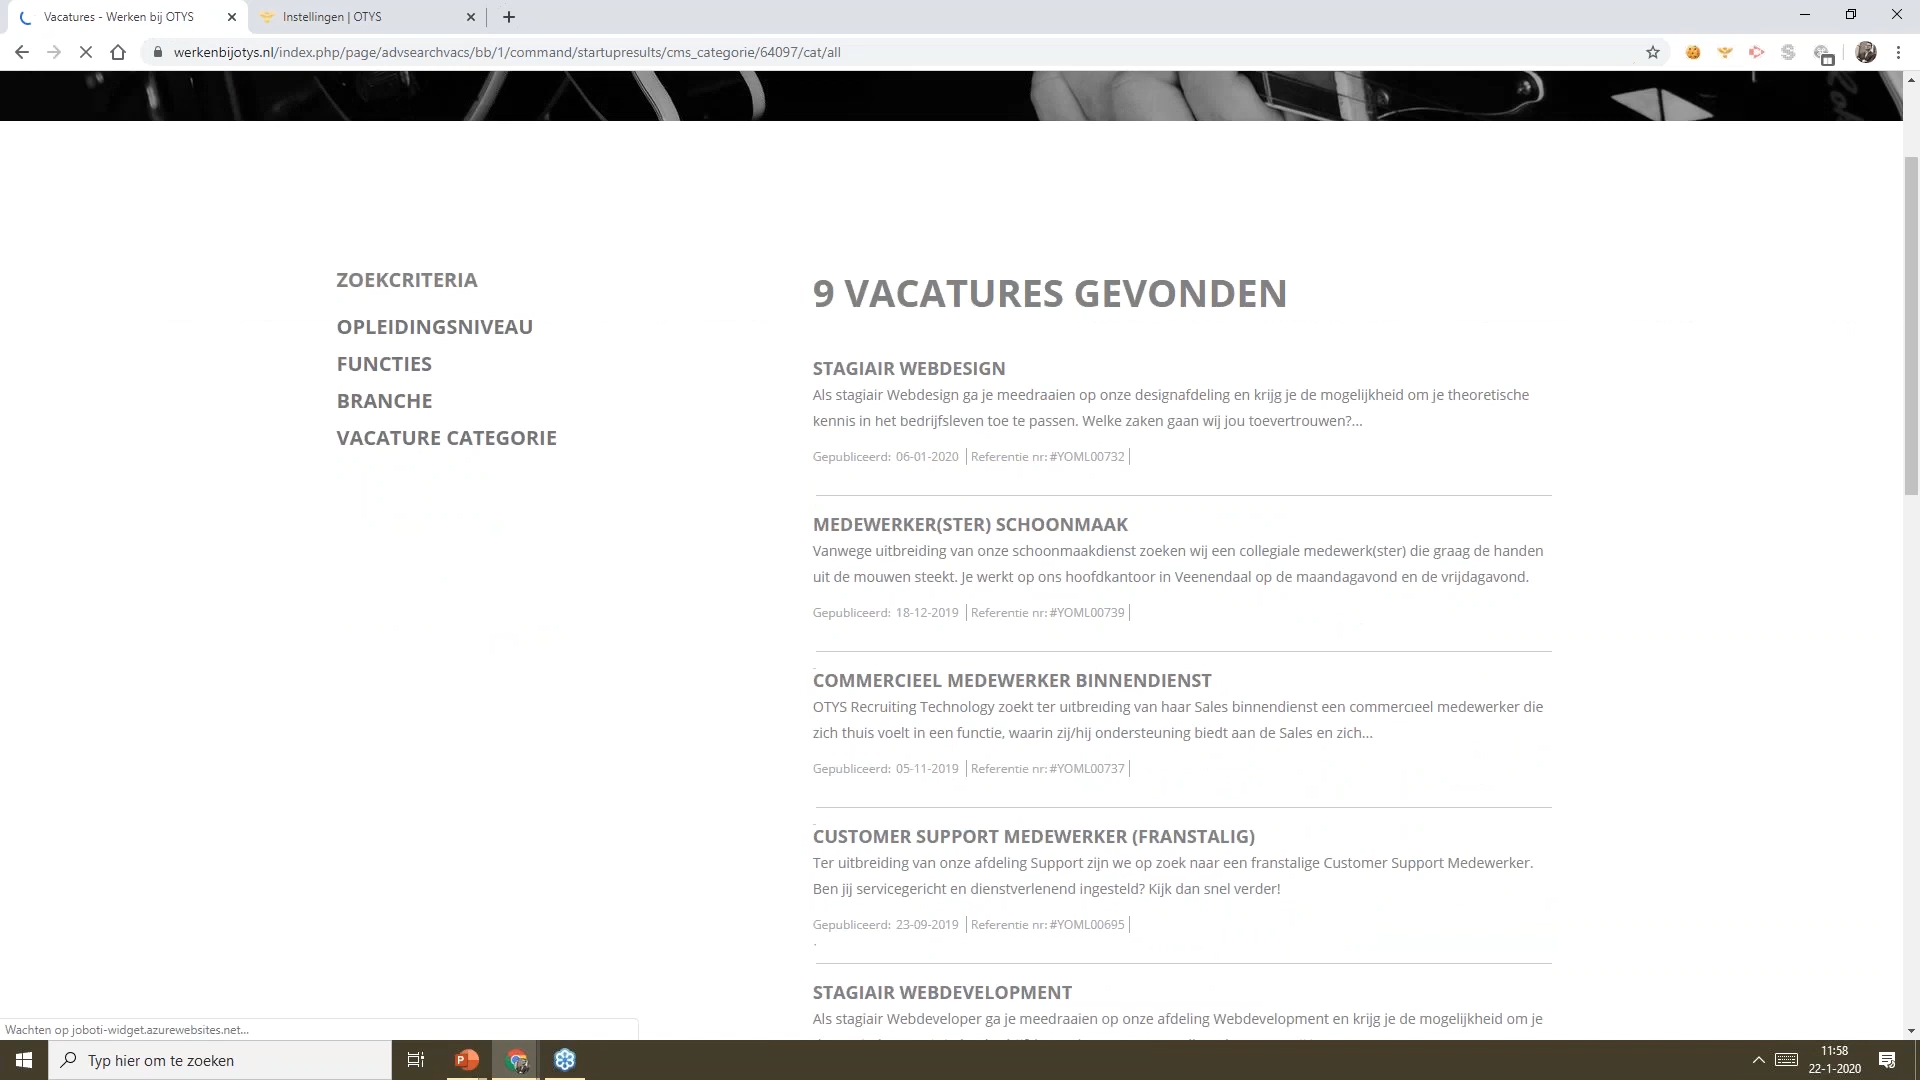 Vacatures - Werken bij OTYS
Instellingen | OTYS
werkenbijotys.nl/index.php/page/advsearchvacs/bb/1/command/startupresults/cms_categorie/64097/cat/all
ZOEKCRITERIA
OPLEIDINGSNIVEAU
FUNCTIES
BRANCHE
VACATURE CATEGORIE
9 VACATURES GEVONDEN
STAGIAIR WEBDESIGN
Als stagiair Webdesign ga je meedraaien op onze designafdeling en krijg je de mogelijkheid om je theoretische
kennis in het bedrijfsleven toe te passen. Welke zaken gaan wij jou toevertrouwen?...
Gepubliceerd: 06-01-2020 | Referentie nr: #YOML00732 |
MEDEWERKER(STER) SCHOONMAAK
Vanwege uitbreiding van onze schoonmaakdienst zoeken wij een collegiale medewerk(ster) die graag de handen
uit de mouwen steekt. Je werkt op ons hoofdkantoor in Veenendaal op de maandagavond en de vrijdagavond.
Gepubliceerd: 18-12-2019 | Referentie nr: #YOML00739 |
COMMERCIEEL MEDEWERKER BINNENDIENST
OTYS Recruiting Technology zoekt ter uitbreiding van haar Sales binnendienst een commercieel medewerker die
zich thuis voelt in een functie, waarin zij/hij ondersteuning biedt aan de Sales en zich...
Gepubliceerd: 05-11-2019 | Referentie nr: #YOML00737 |
CUSTOMER SUPPORT MEDEWERKER (FRANSTALIG)
Ter uitbreiding van onze afdeling Support zijn we op zoek naar een franstalige Customer Support Medewerker.
Ben jij servicegericht en dienstverlenend ingesteld? Kijk dan snel verder!
Gepubliceerd: 23-09-2019 | Referentie nr: #YOML00695 |
STAGIAIR WEBDEVELOPMENT
Als stagiair Webdeveloper ga je meedraaien op onze afdeling Webdevelopment en krijg je de mogelijkheid om je
Wachten op joboti-widget.azurewebsites.net...
Typ hier om te zoeken
11:58
22-1-2020